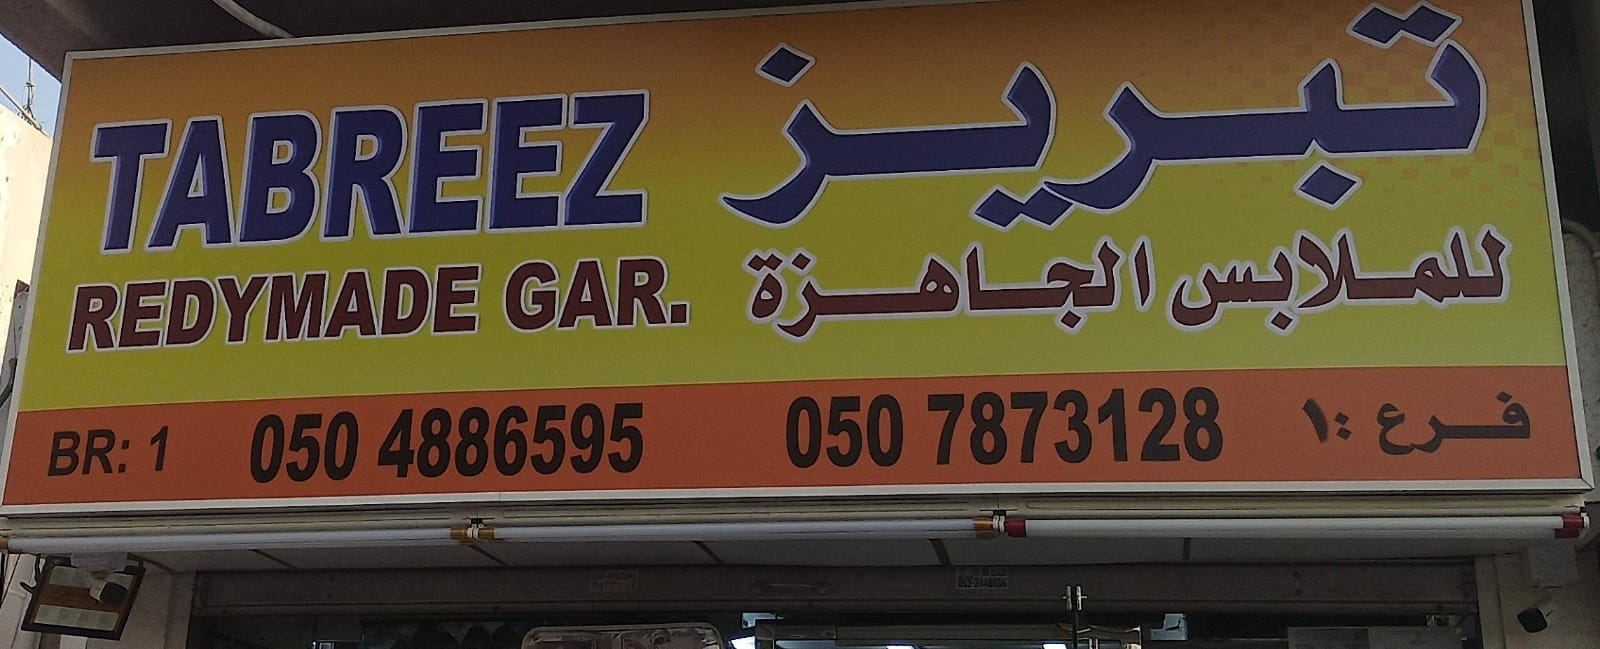 TABREEZ تبريز
REDYMADE GAR. للملابس الجاهزة
BR: 1 050 4886595 050 7873128 فرع :١